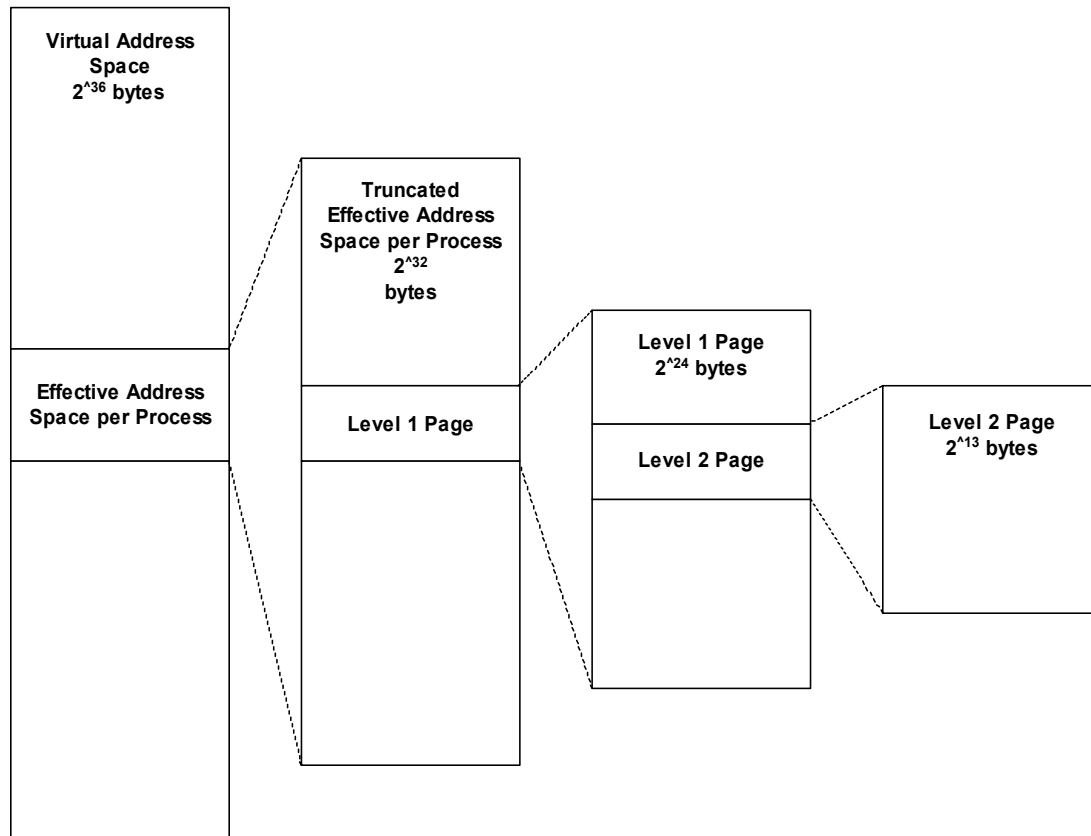 Virtual Address
Space
2^36 bytes
Effective Address
Space per Process
Truncated
Effective Address
Space per Process
2^32
bytes
Level 1 Page
Level 1 Page
2^24 bytes
Level 2 Page
Level 2 Page
2^13 bytes